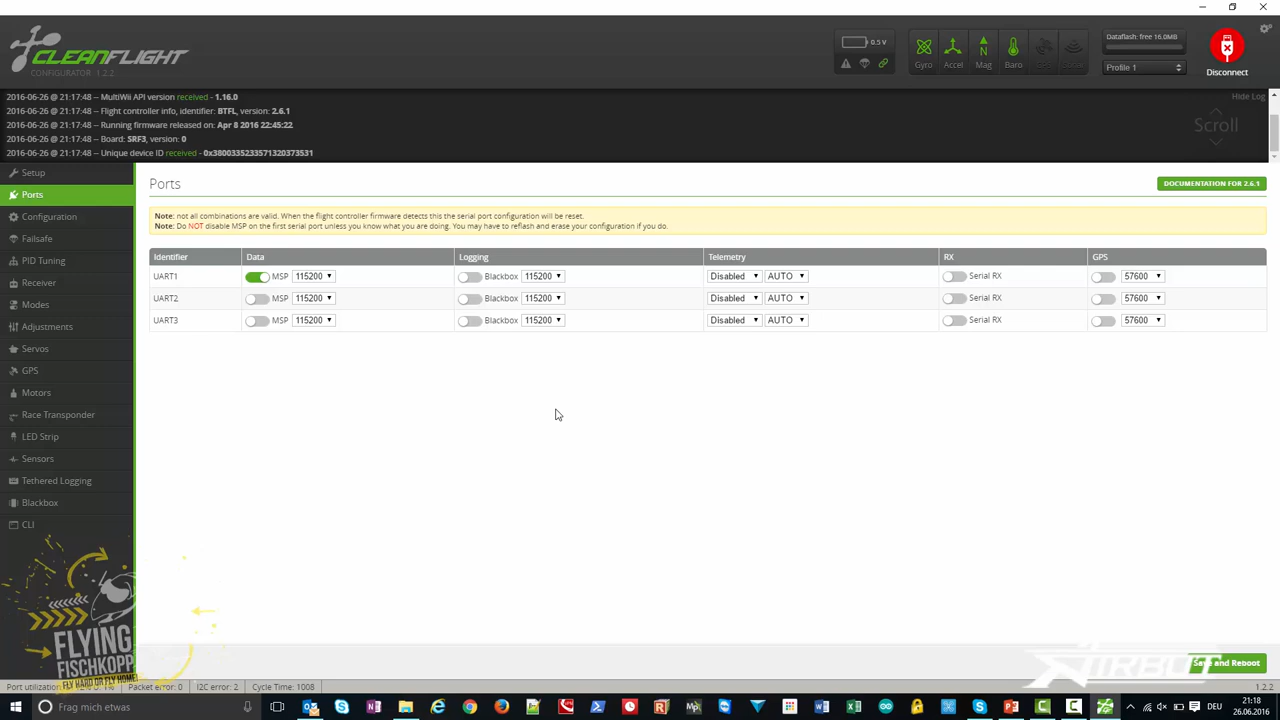 CLEANFLIGHT
CONFIGURATOR 1.2.2
0.5 V
Gyro Accel Mag Baro
Dataflash: free 16.0MB
Profile 1
Disconnect
2016-06-26 @ 21:17:48 -- MultiWii API version received - 1.16.0
Hide Log
2016-06-26 @ 21:17:48 -- Flight controller info, identifier: BTFL, version: 2.6.1
2016-06-26 @ 21:17:48 -- Running firmware released on: Apr 8 2016 22:45:22
Scroll
2016-06-26 @ 21:17:48 -- Board: SRF3, version: 0
2016-06-26 @ 21:17:48 -- Unique device ID received - 0x3800335233571320373531
Setup
Ports
Configuration
Failsafe
PID Tuning
Receiver
Modes
Adjustments
Servos
GPS
Motors
Race Transponder
LED Strip
Sensors
Tethered Logging
Blackbox
CLI
Ports
DOCUMENTATION FOR 2.6.1
Note: not all combinations are valid. When the flight controller firmware detects this the serial port configuration will be reset.
Note: Do NOT disable MSP on the first serial port unless you know what you are doing. You may have to reflash and erase your configuration if you do.
Identifier Data Logging Telemetry RX GPS
UART1 MSP 115200 Blackbox 115200 Disabled AUTO Serial RX 57600
UART2 MSP 115200 Blackbox 115200 Disabled AUTO Serial RX 57600
UART3 MSP 115200 Blackbox 115200 Disabled AUTO Serial RX 57600
FLYING
FISCHKOPP
FLY HARD OR FLY HOME!
Save and Reboot
Packet error: 0 I2C error: 2 Cycle Time: 1008
1.2.2
Frag mich etwas
DEU
21:18
26.06.2016